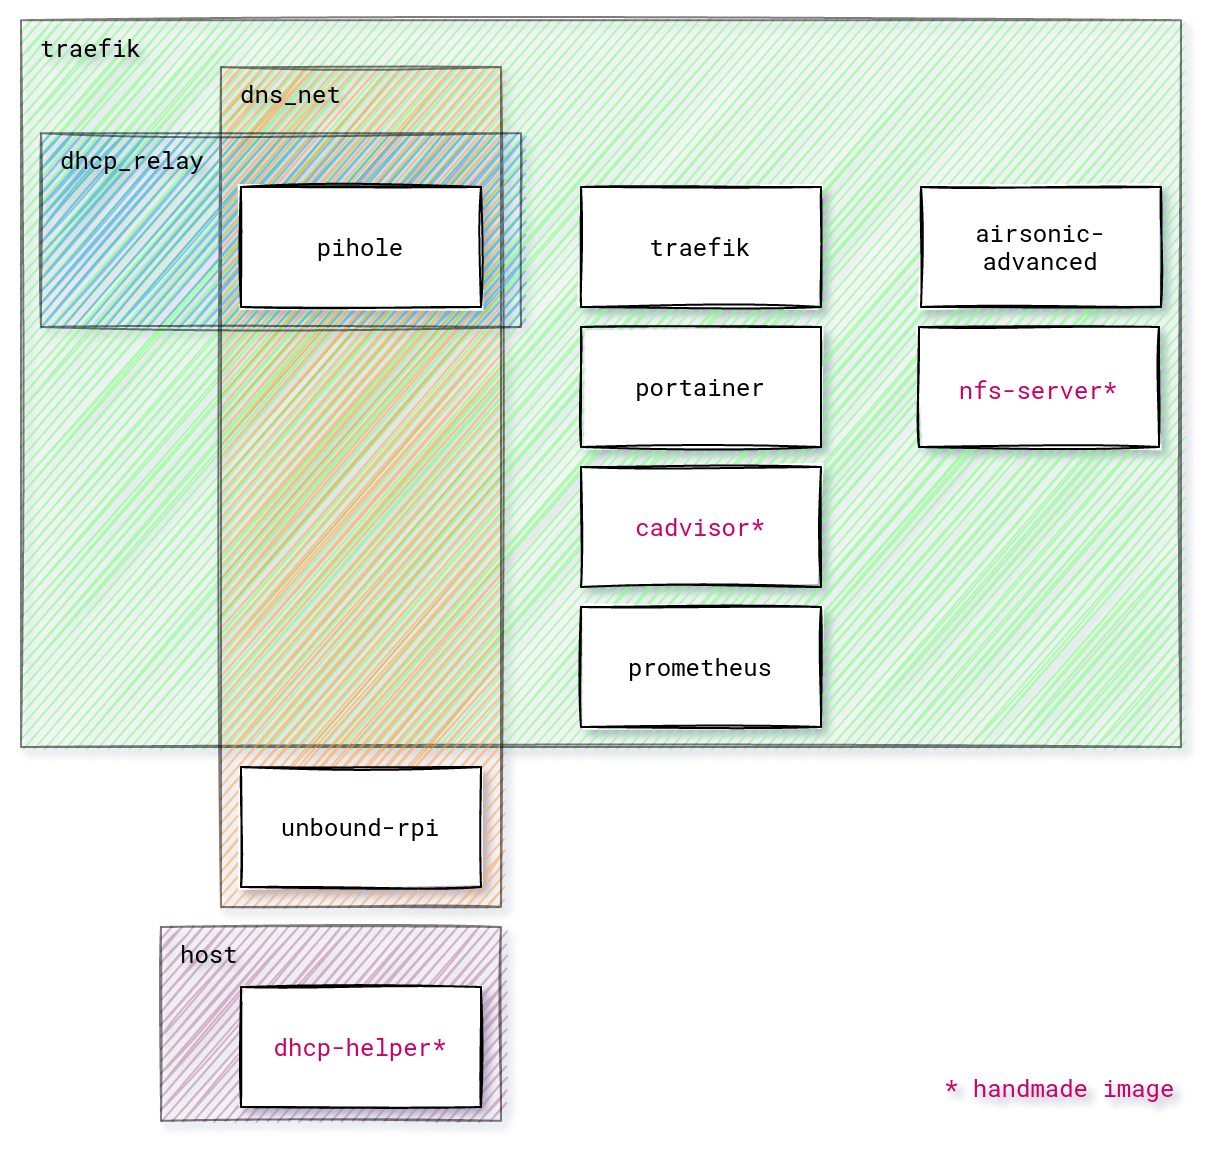 traefik
dns_net
dhcp_relay
pihole
traefik
airsonic-
advanced
portainer
nfs-server*
cadvisor*
prometheus
unbound-rpi
host
dhcp-helper*
* handmade image